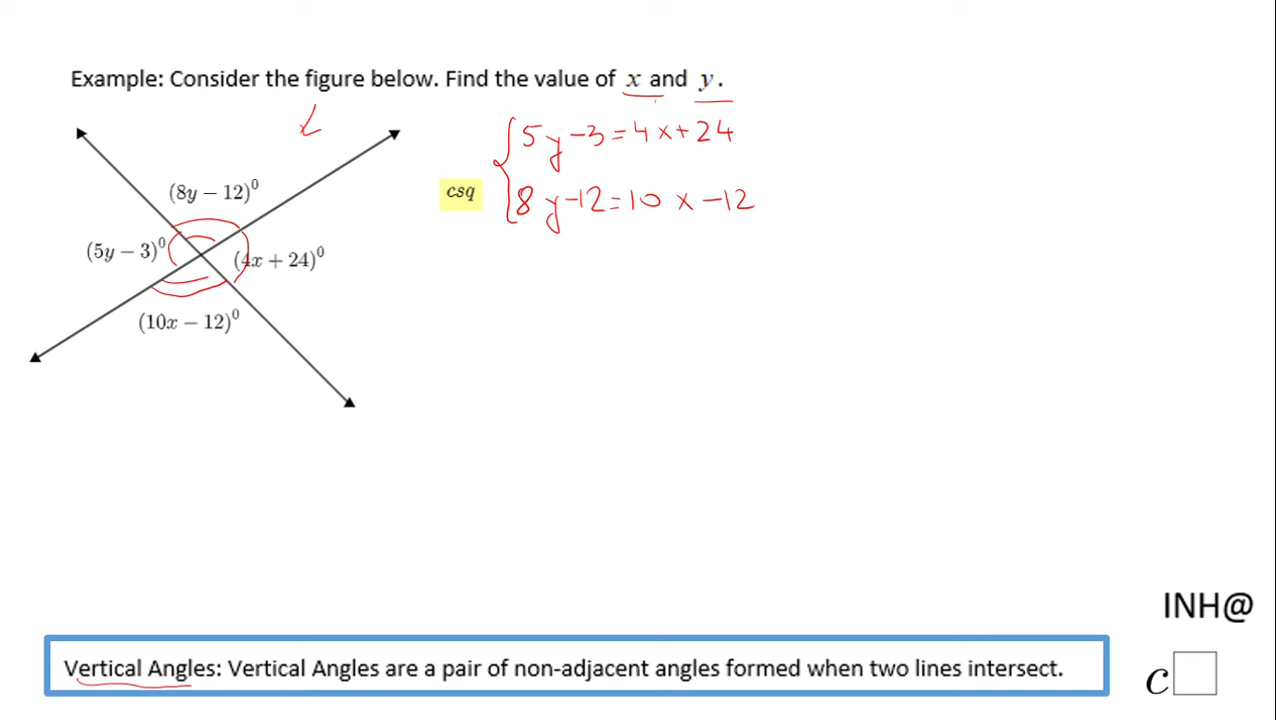 Example: Consider the figure below. Find the value of x and y.
5y-3=4x+24
csq
8y-12=10x-12
(8y − 12)⁰
(5y − 3)⁰
(4x + 24)⁰
(10x − 12)⁰
INH@
Vertical Angles: Vertical Angles are a pair of non-adjacent angles formed when two lines intersect.
c